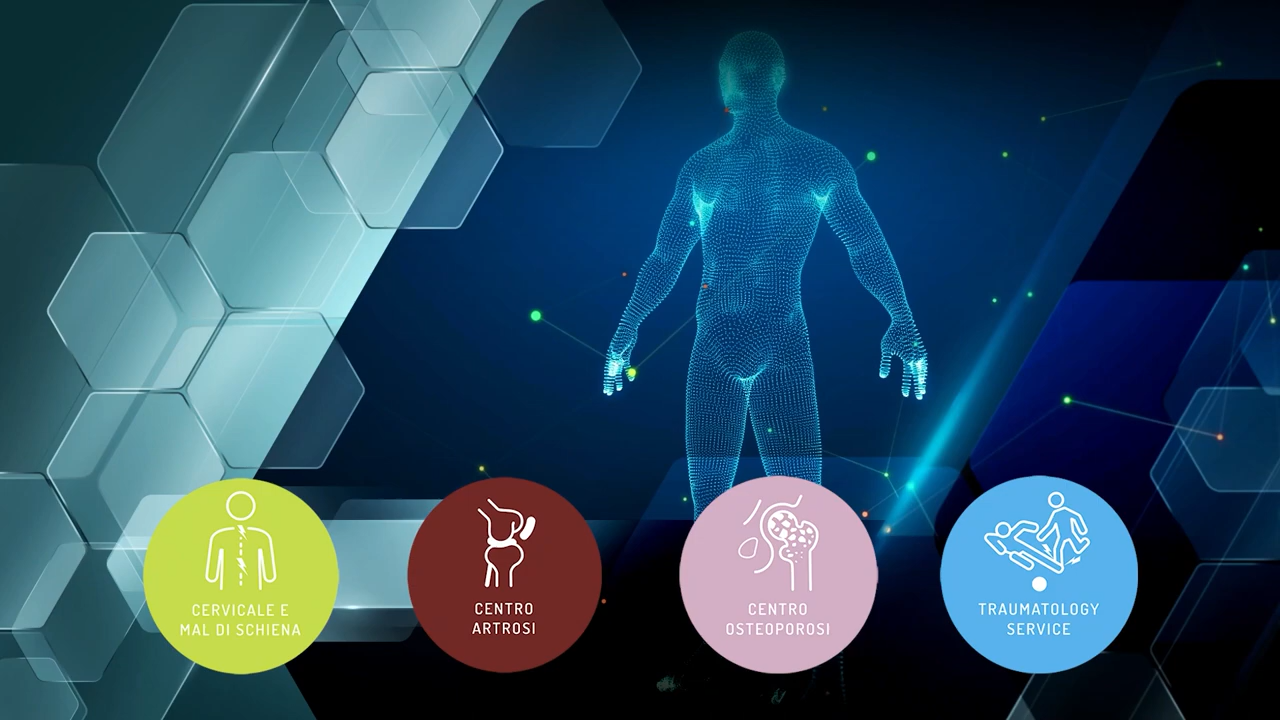 CERVICALE E
MAL DI SCHIENA
CENTRO
ARTROSI
CENTRO
OSTEOPOROSI
TRAUMATOLOGY
SERVICE